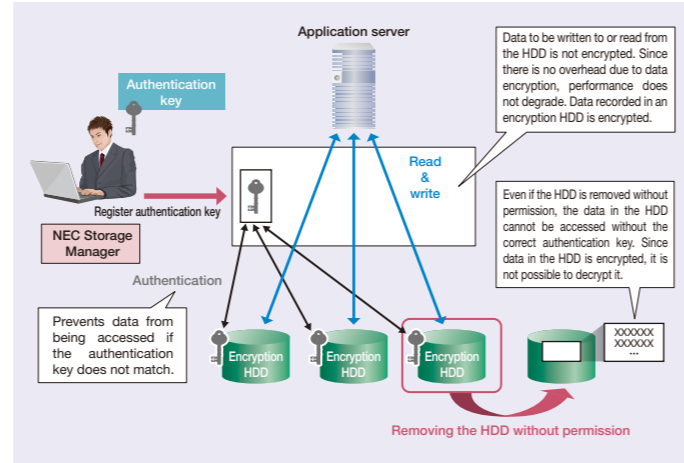 Application server
Data to be written to or read from
the HDD is not encrypted. Since
there is no overhead due to data
encryption, performance does
not degrade. Data recorded in an
encryption HDD is encrypted.
Authentication
key
Read
&
write
Register authentication key
NEC Storage
Manager
Even if the HDD is removed without
permission, the data in the HDD
cannot be accessed without the
correct authentication key. Since
data in the HDD is encrypted, it is
not possible to decrypt it.
Authentication
Prevents data from
being accessed if
the authentication
key does not match.
Encryption
HDD
Encryption
HDD
Encryption
HDD
XXXXXX
XXXXXX
...
Removing the HDD without permission